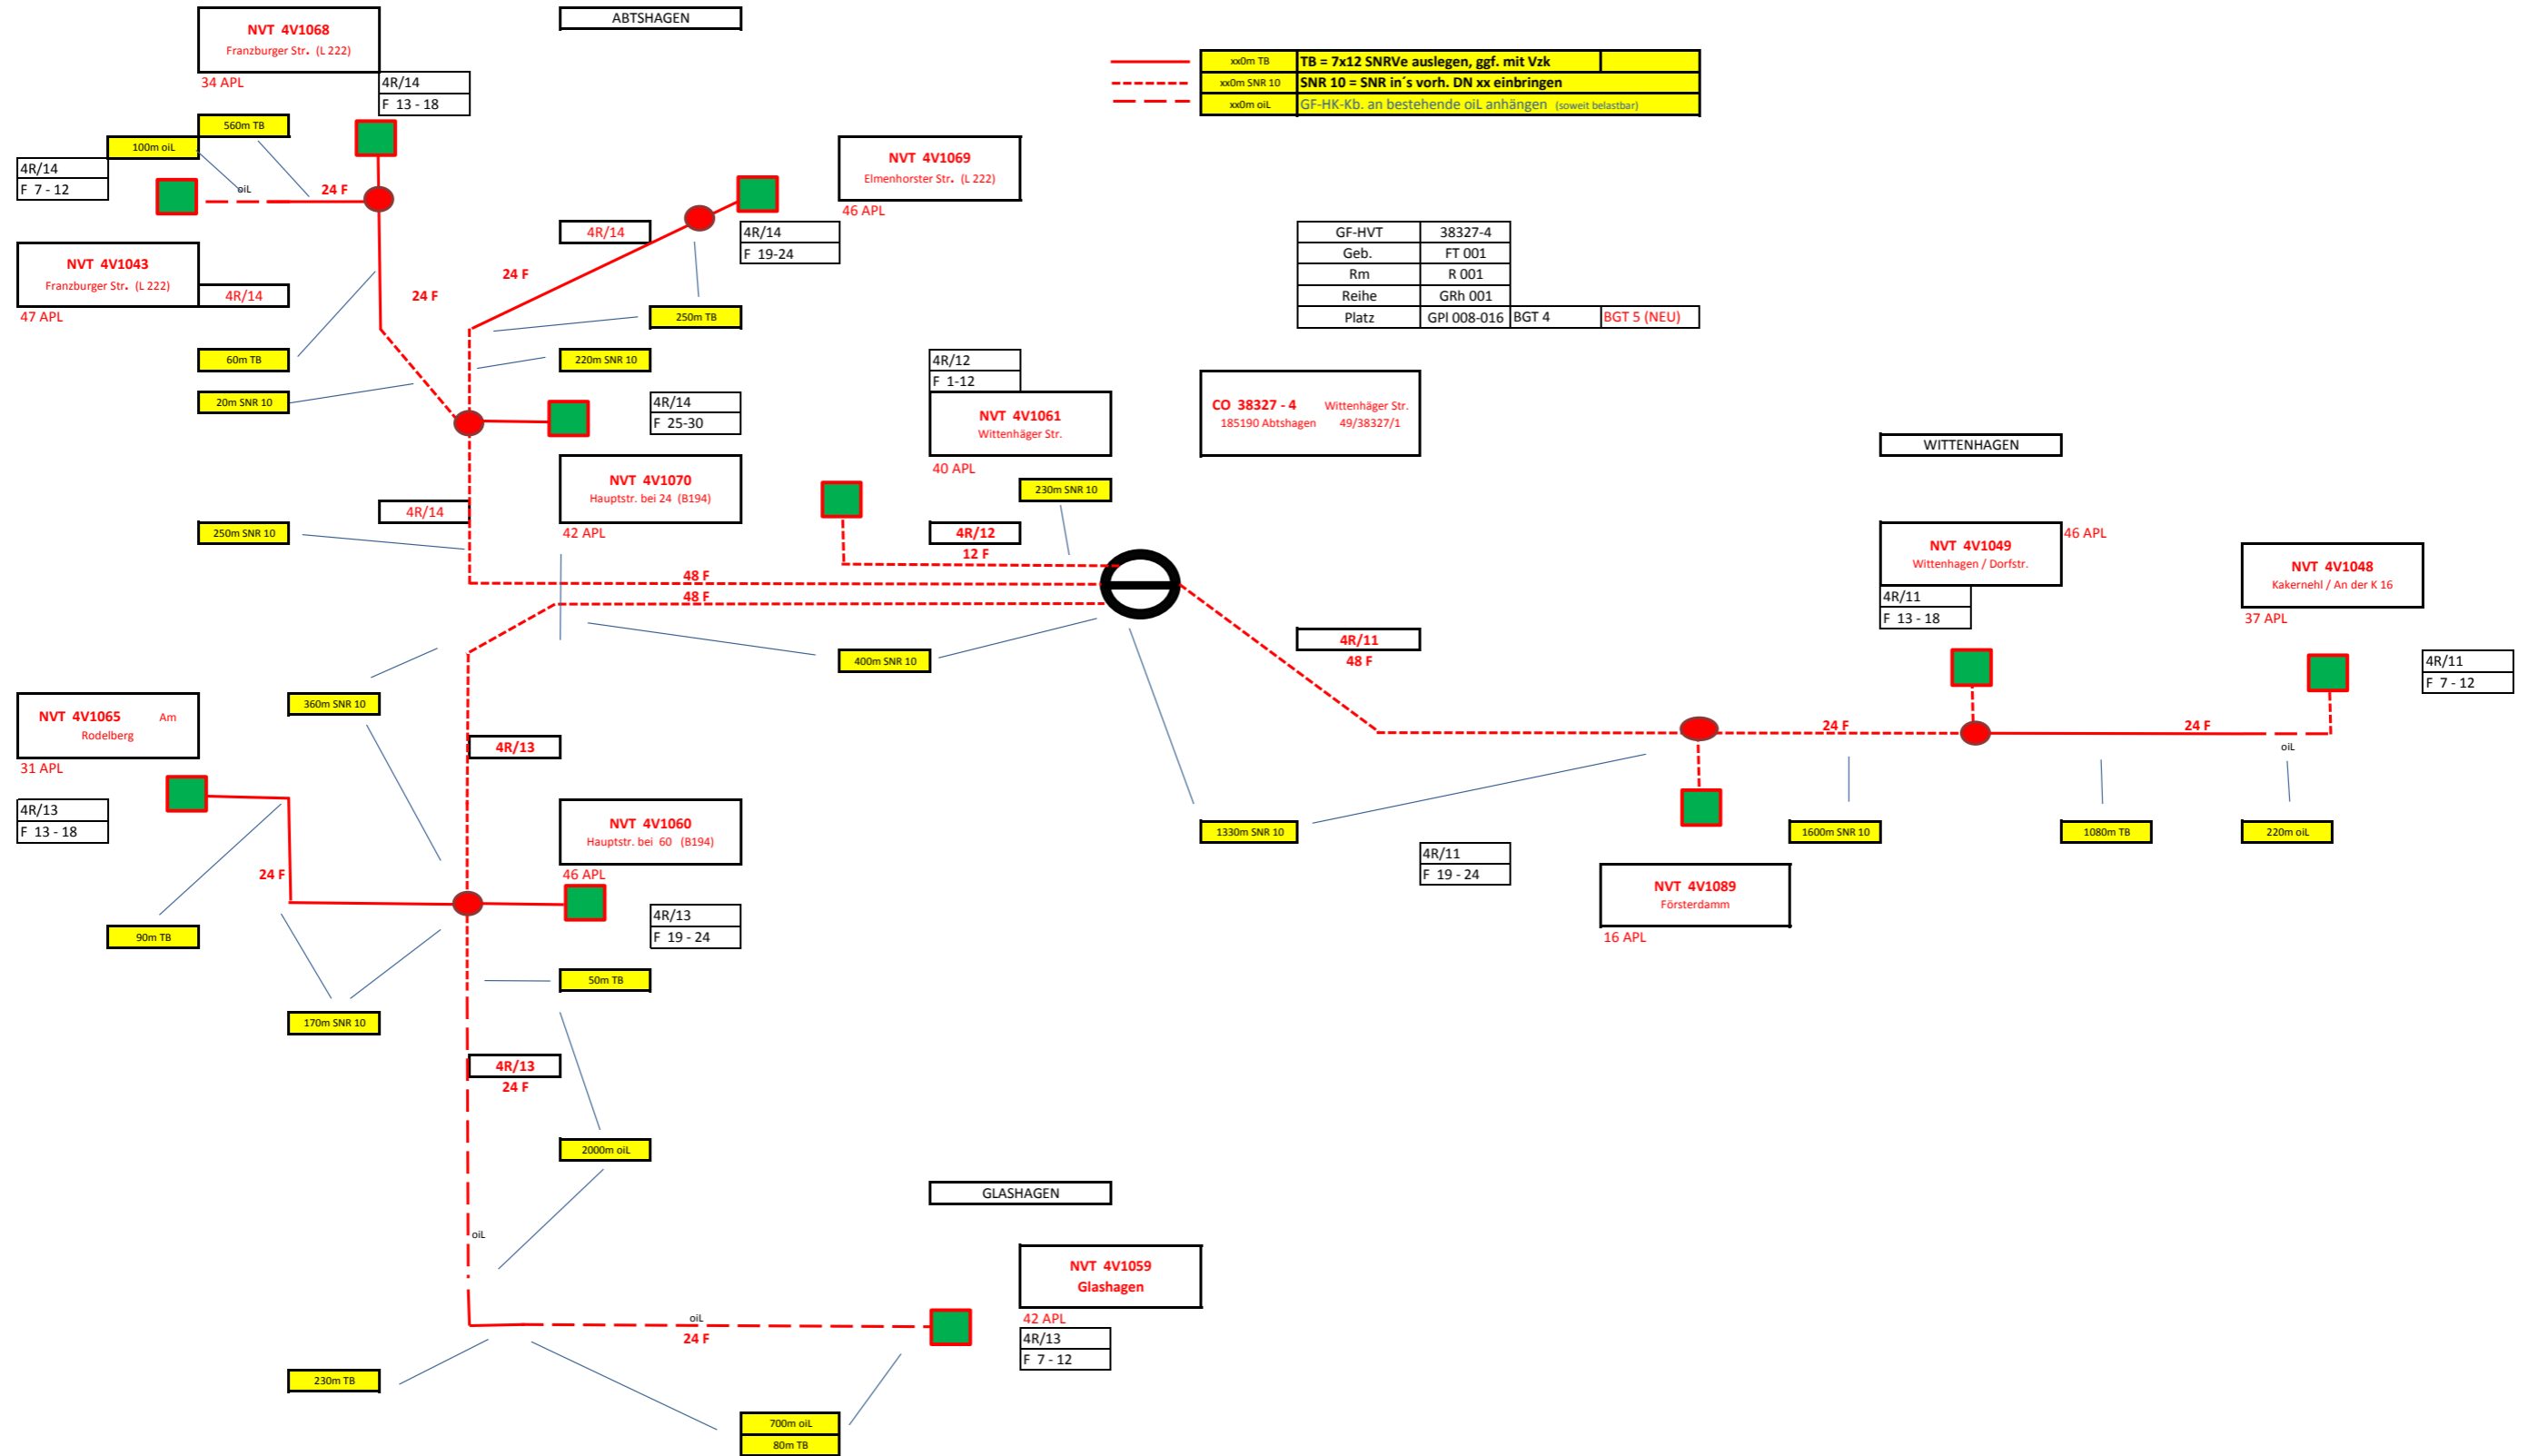 NVT 4V1068
Franzburger Str. (L 222)
34 APL
4R/14
F 13 - 18
ABTSHAGEN
xx0m TB
TB = 7x12 SNRVe auslegen, ggf. mit Vzk
xx0m SNR 10
SNR 10 = SNR in´s vorh. DN xx einbringen
xx0m oiL
GF-HK-Kb. an bestehende oiL anhängen (soweit belastbar)
560m TB
100m oiL
4R/14
F 7 - 12
oiL
24 F
NVT 4V1069
Elmenhorster Str. (L 222)
46 APL
4R/14
4R/14
F 19-24
NVT 4V1043
Franzburger Str. (L 222)
4R/14
47 APL
24 F
24 F
250m TB
GF-HVT 38327-4
Geb. FT 001
Rm R 001
Reihe GRh 001
Platz GPl 008-016 BGT 4 BGT 5 (NEU)
60m TB
220m SNR 10
20m SNR 10
4R/14
F 25-30
4R/12
F 1-12
NVT 4V1061
Wittenhäger Str.
40 APL
CO 38327 - 4 Wittenhäger Str.
185190 Abtshagen 49/38327/1
WITTENHAGEN
NVT 4V1070
Hauptstr. bei 24 (B194)
42 APL
4R/14
250m SNR 10
230m SNR 10
4R/12
12 F
48 F
48 F
NVT 4V1049
Wittenhagen / Dorfstr.
46 APL
4R/11
F 13 - 18
NVT 4V1048
Kakernehl / An der K 16
37 APL
4R/11
48 F
400m SNR 10
4R/11
F 7 - 12
360m SNR 10
NVT 4V1065 Am
Rodelberg
31 APL
4R/13
24 F
24 F
oiL
4R/13
F 13 - 18
NVT 4V1060
Hauptstr. bei 60 (B194)
46 APL
1330m SNR 10
1600m SNR 10
1080m TB
220m oiL
4R/11
F 19 - 24
24 F
NVT 4V1089
Försterdamm
16 APL
4R/13
F 19 - 24
90m TB
50m TB
170m SNR 10
4R/13
24 F
2000m oiL
GLASHAGEN
oiL
NVT 4V1059
Glashagen
42 APL
4R/13
F 7 - 12
oiL
24 F
230m TB
700m oiL
80m TB